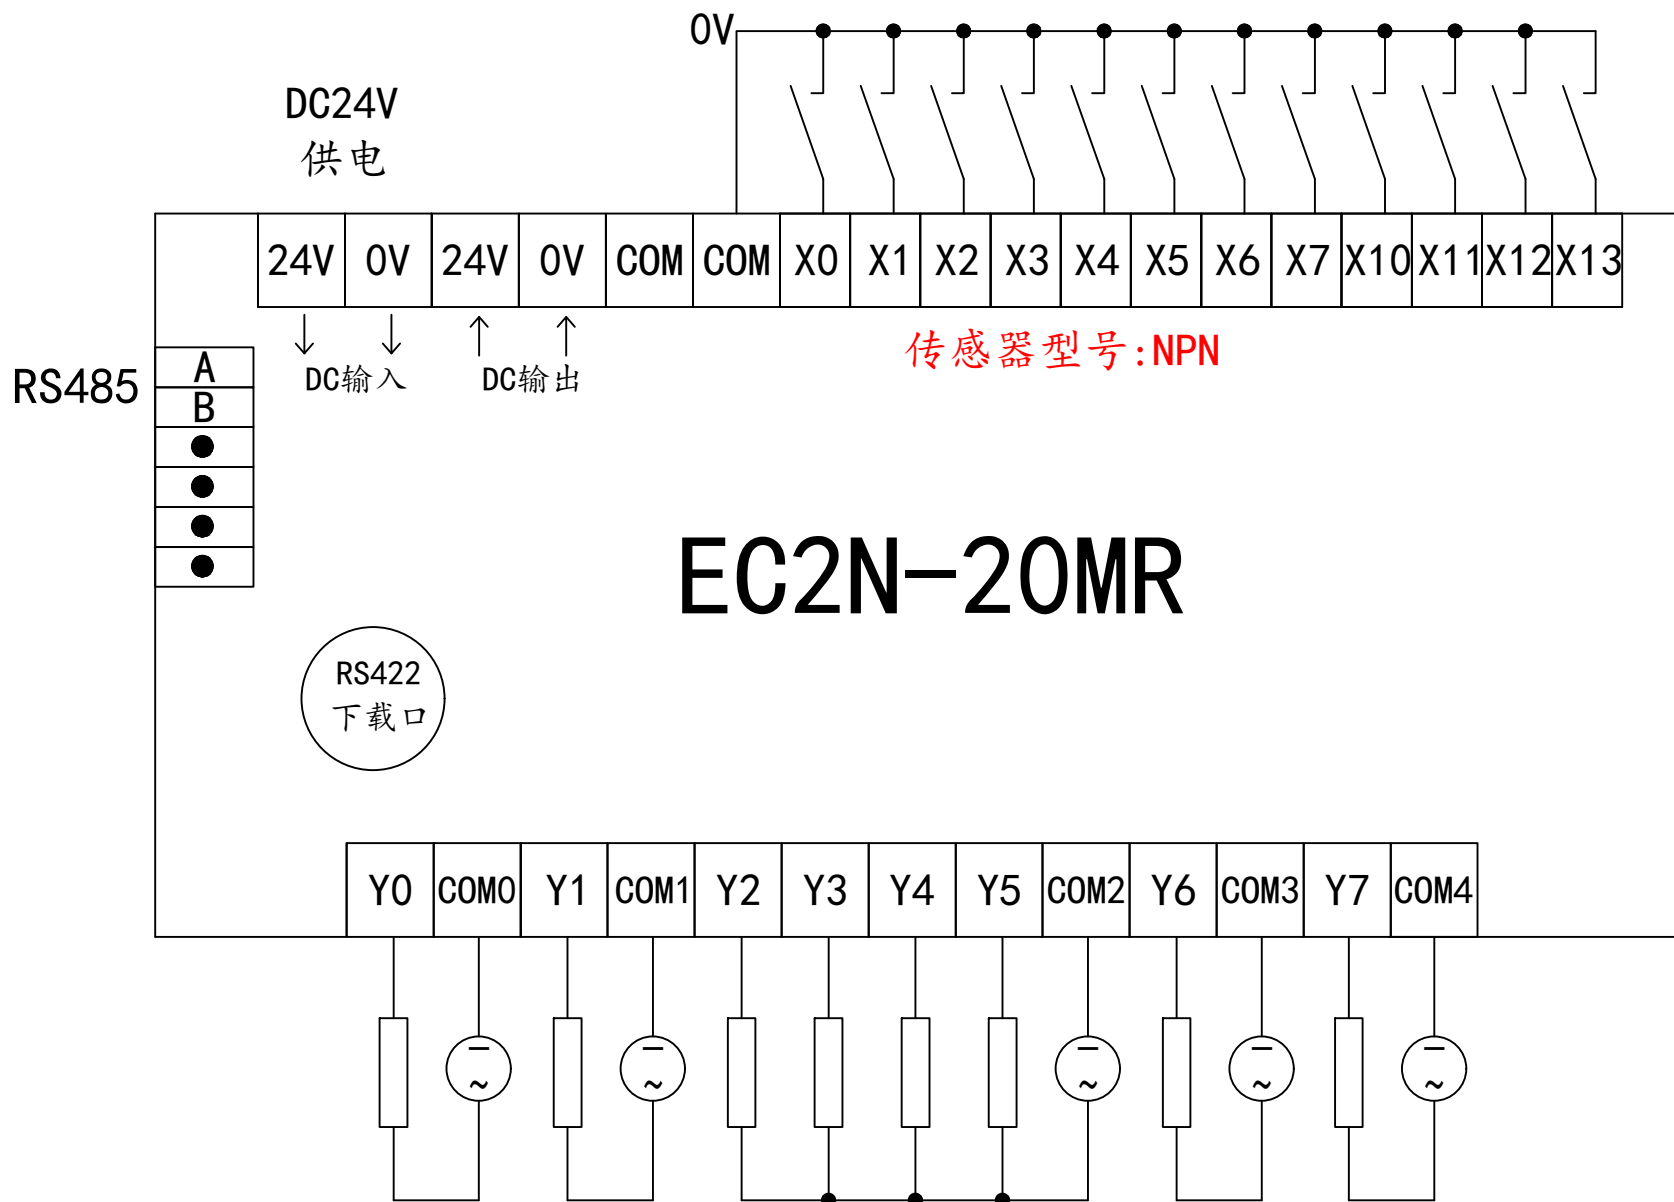 0V
DC24V
供电
24V 0V 24V 0V COM COM X0 X1 X2 X3 X4 X5 X6 X7 X10 X11 X12 X13
DC输入 DC输出
传感器型号:NPN
RS485
A
B
EC2N-20MR
RS422
下载口
Y0 COM0 Y1 COM1 Y2 Y3 Y4 Y5 COM2 Y6 COM3 Y7 COM4